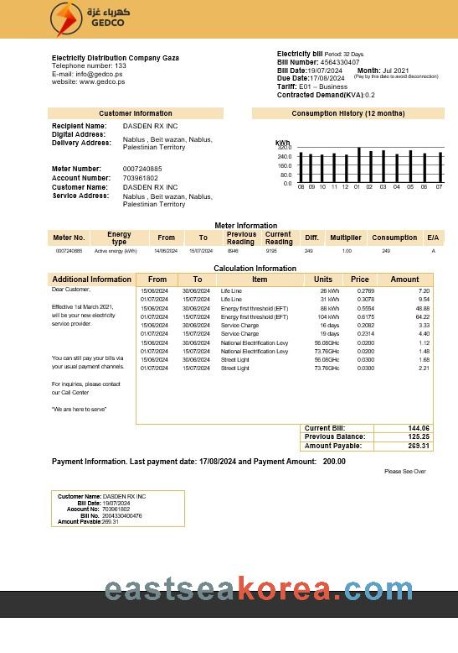 كهرباء غزة
GEDCO
Electricity Distribution Company Gaza
Telephone number: 133
E-mail: info@gedco.ps
website: www.gedco.ps
Electricity bill Period: 32 Days
Bill Number: 4564330407
Bill Date:19/07/2024 Month: Jul 2021
Due Date:17/08/2024 (Pay by the date to avoid disconnection)
Tariff: E01 – Business
Contracted Demand(KVA):0.2
Customer Information
Recipient Name: DASDEN RX INC
Digital Address:
Delivery Address: Nablus , Beit wazan, Nablus,
Palestinian Territory
Meter Number: 0007240885
Account Number: 703961802
Customer Name: DASDEN RX INC
Service Address: Nablus , Beit wazan, Nablus,
Palestinian Territory
Consumption History (12 months)
kWh
320.0
240.0
160.0
80.0
0.0
08 09 10 11 12 01 02 03 04 05 06 07
Meter Information
Meter No. Energy type From To Previous Reading Current Reading Diff. Multiplier Consumption E/A
0007240885 Active energy (kWh) 14/06/2024 15/07/2024 249 1.00 249 A
Calculation Information
Additional Information From To Item Units Price Amount
Dear Customer.
Effective 1st March 2021,
will be your new electricity
service provider.
You can still pay your bills via
your usual payment channels.
For Inquiries, please contact
our Call Center
"We are here to serve"
15/06/2024 30/06/2024 Life Line 26 kWh 0.2769 7.20
01/07/2024 15/07/2024 Life Line 31 kWh 0.3078 9.54
15/06/2024 30/06/2024 Energy first threshold (EFT) 88 kWh 0.5554 48.88
01/07/2024 15/07/2024 Energy first threshold (EFT) 104 kWh 0.6175 64.22
15/06/2024 30/06/2024 Service Charge 16 days 0.2082 3.33
01/07/2024 15/07/2024 Service Charge 19 days 0.2314 4.40
15/06/2024 30/06/2024 National Electrification Levy 56.08GHc 0.0200 1.12
01/07/2024 15/07/2024 National Electrification Levy 73.76GHc 0.0200 1.48
15/06/2024 30/06/2024 Street Light 56.08GHc 0.0300 1.68
01/07/2024 15/07/2024 Street Light 73.76GHc 0.0300 2.21
Current Bill: 144.06
Previous Balance: 125.25
Amount Payable: 269.31
Payment Information. Last payment date: 17/08/2024 and Payment Amount: 200.00
Please See Over
Customer Name: DASDEN RX INC
Bill Date: 19/07/2024
Account No: 703961802
Bill No. 2004330400476
Amount Payable:269.31
eastseakorea.com